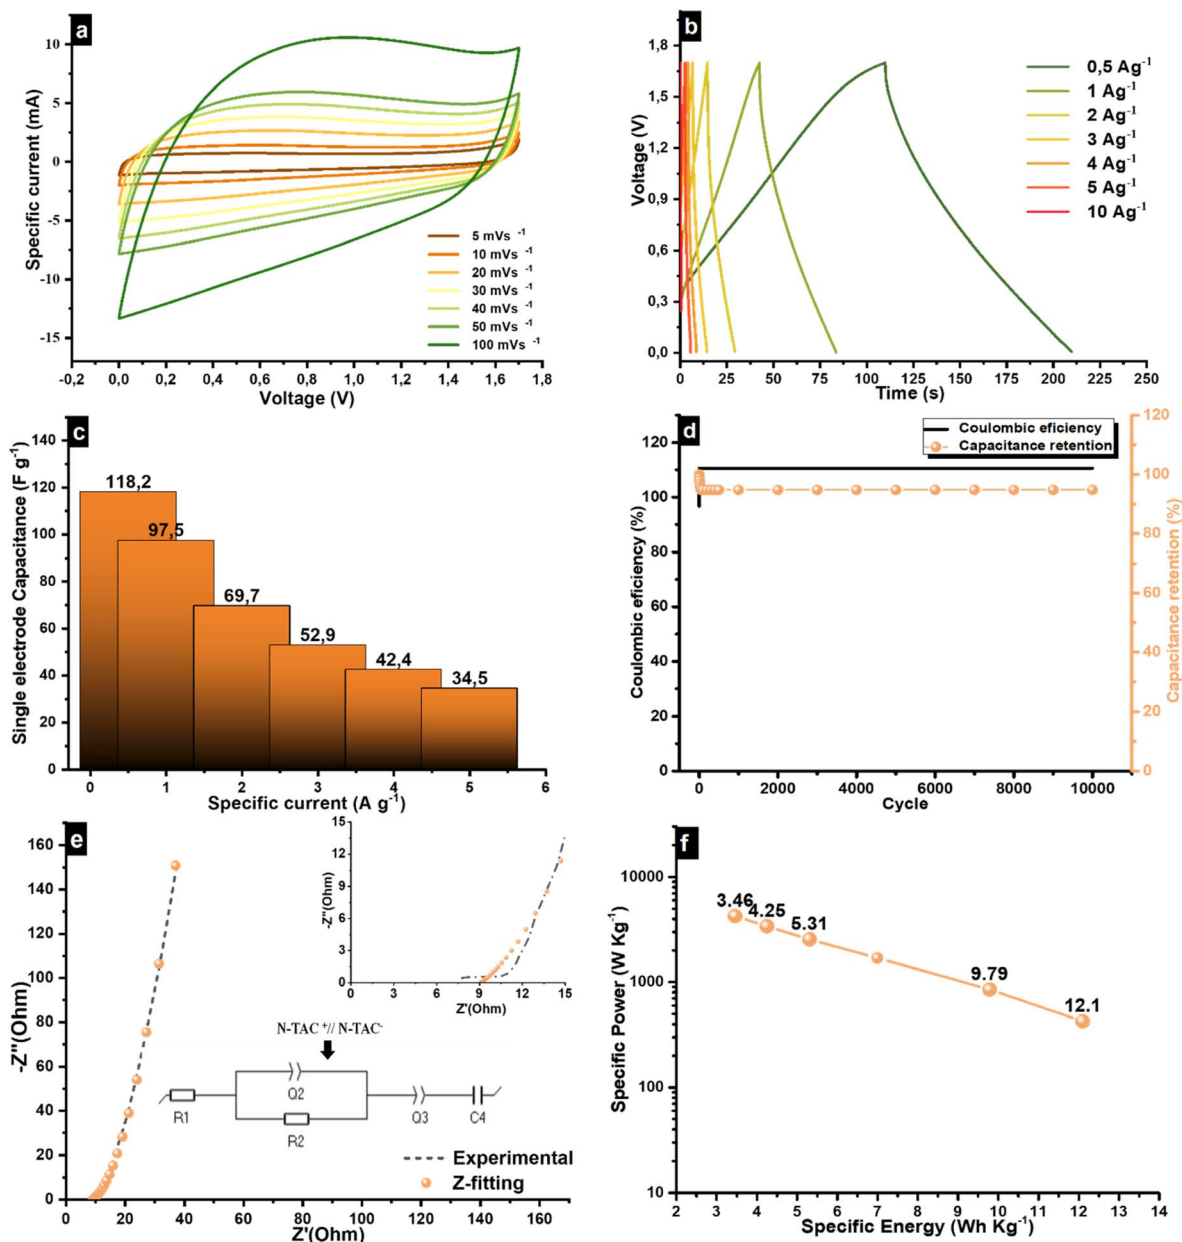 a
Specific current (mA)
10
5
0
-5
-10
-15
-0,2 0,0 0,2 0,4 0,6 0,8 1,0 1,2 1,4 1,6 1,8
Voltage (V)
5 mVs -1
10 mVs -1
20 mVs -1
30 mVs -1
40 mVs -1
50 mVs -1
100 mVs -1
b
Voltage (V)
1,8
1,5
1,2
0,9
0,6
0,3
0,0
0 25 50 75 100 125 150 175 200 225 250
Time (s)
0,5 Ag-1
1 Ag-1
2 Ag-1
3 Ag-1
4 Ag-1
5 Ag-1
10 Ag-1
c
Single electrode Capacitance (F g-1)
140
120
100
80
60
40
20
0
118,2
97,5
69,7
52,9
42,4
34,5
0 1 2 3 4 5 6
Specific current (A g-1)
d
Coulombic eficiency
Capacitance retention
Coulombic eficiency (%)
120
100
80
60
40
20
0
0 2000 4000 6000 8000 10000
Cycle
120
100
80
60
40
20
0
Capacitance retention (%)
e
-Z"(Ohm)
160
140
120
100
80
60
40
20
0
0 20 40 60 80 100 120 140 160
Z'(Ohm)
15
12
9
6
3
0
-Z"(Ohm)
0 3 6 9 12 15
Z'(Ohm)
N-TAC +// N-TAC-
R1
Q2
R2
Q3
C4
Experimental
Z-fitting
f
Specific Power (W Kg-1)
10000
1000
100
10
3.46
4.25
5.31
9.79
12.1
2 3 4 5 6 7 8 9 10 11 12 13 14
Specific Energy (Wh Kg-1)